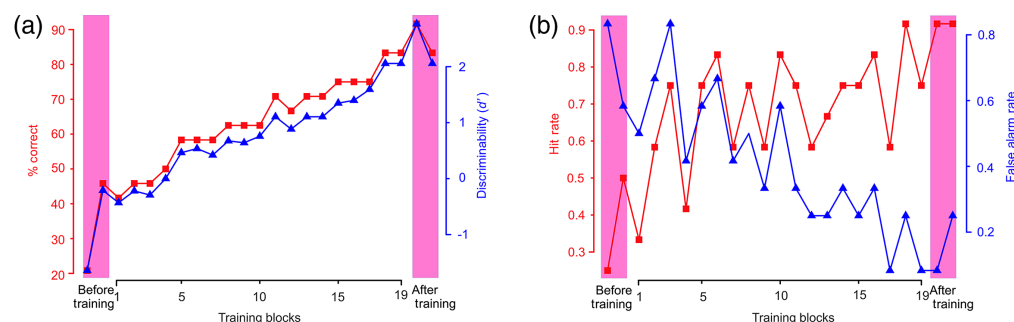 (a)
% correct
90
80
70
60
50
40
30
20
2
1
0
-1
Discriminability (d')
Before
training
1
5
10
15
19
After
training
Training blocks
(b)
Hit rate
0.9
0.8
0.7
0.6
0.5
0.4
0.3
0.8
0.6
0.4
0.2
False alarm rate
Before
training
1
5
10
15
19
After
training
Training blocks